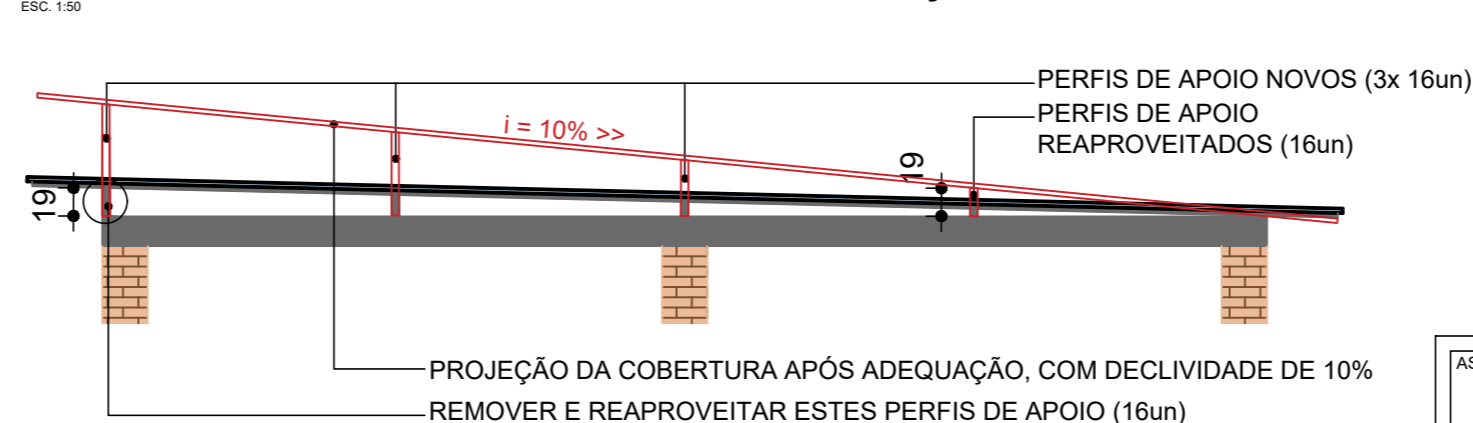 ESC. 1:50
PERFIS DE APOIO NOVOS (3x 16un)
PERFIS DE APOIO
REAPROVEITADOS (16un)
i = 10% >>
19
19
PROJEÇÃO DA COBERTURA APÓS ADEQUAÇÃO, COM DECLIVIDADE DE 10%
REMOVER E REAPROVEITAR ESTES PERFIS DE APOIO (16un)